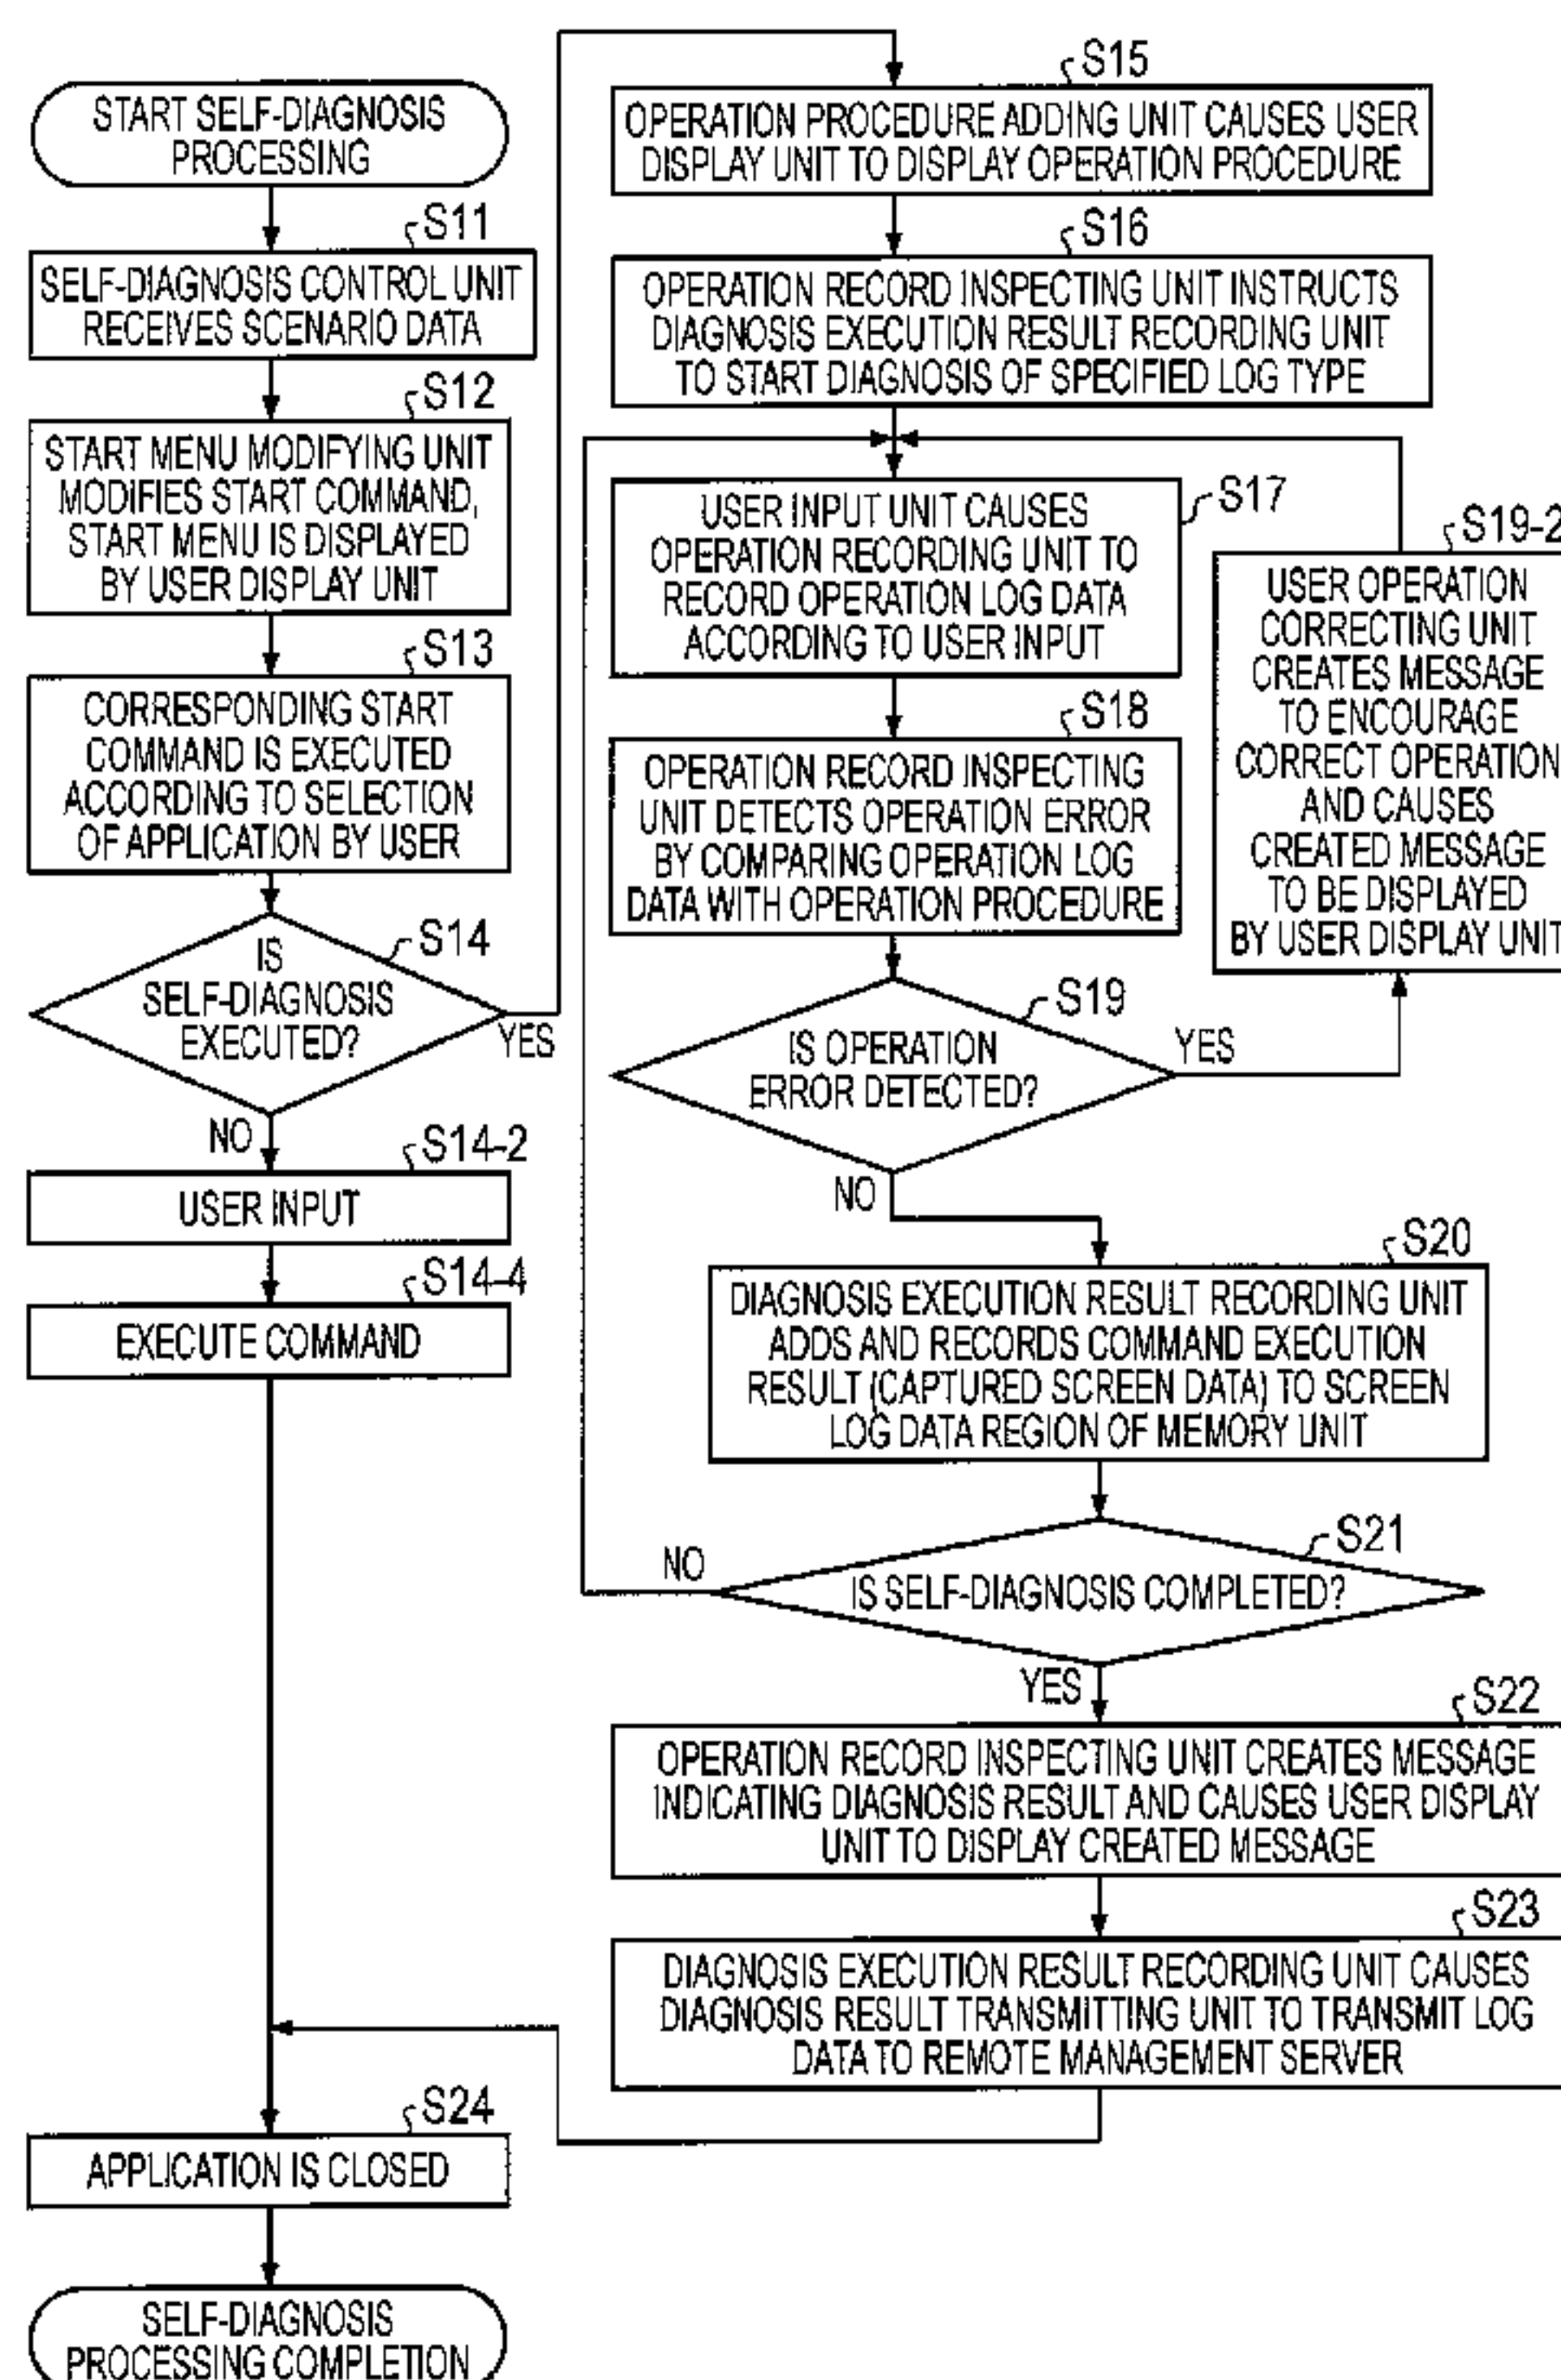 START SELF-DIAGNOSIS
PROCESSING
S11
SELF-DIAGNOSIS CONTROL UNIT
RECEIVES SCENARIO DATA
S12
START MENU MODIFYING UNIT
MODIFIES START COMMAND,
START MENU IS DISPLAYED
BY USER DISPLAY UNIT
S13
CORRESPONDING START
COMMAND IS EXECUTED
ACCORDING TO SELECTION
OF APPLICATION BY USER
S14
IS
SELF-DIAGNOSIS
EXECUTED?
YES
NO
S14-2
USER INPUT
S14-4
EXECUTE COMMAND
S15
OPERATION PROCEDURE ADDING UNIT CAUSES USER
DISPLAY UNIT TO DISPLAY OPERATION PROCEDURE
S16
OPERATION RECORD INSPECTING UNIT INSTRUCTS
DIAGNOSIS EXECUTION RESULT RECORDING UNIT
TO START DIAGNOSIS OF SPECIFIED LOG TYPE
S17
USER INPUT UNIT CAUSES
OPERATION RECORDING UNIT TO
RECORD OPERATION LOG DATA
ACCORDING TO USER INPUT
S18
OPERATION RECORD INSPECTING
UNIT DETECTS OPERATION ERROR
BY COMPARING OPERATION LOG
DATA WITH OPERATION PROCEDURE
S19
IS OPERATION
ERROR DETECTED?
YES
NO
S19-2
USER OPERATION
CORRECTING UNIT
CREATES MESSAGE
TO ENCOURAGE
CORRECT OPERATION
AND CAUSES
CREATED MESSAGE
TO BE DISPLAYED
BY USER DISPLAY UNIT
S20
DIAGNOSIS EXECUTION RESULT RECORDING UNIT
ADDS AND RECORDS COMMAND EXECUTION
RESULT (CAPTURED SCREEN DATA) TO SCREEN
LOG DATA REGION OF MEMORY UNIT
S21
IS SELF-DIAGNOSIS COMPLETED?
NO
YES
S22
OPERATION RECORD INSPECTING UNIT CREATES MESSAGE
INDICATING DIAGNOSIS RESULT AND CAUSES USER DISPLAY
UNIT TO DISPLAY CREATED MESSAGE
S23
DIAGNOSIS EXECUTION RESULT RECORDING UNIT CAUSES
DIAGNOSIS RESULT TRANSMITTING UNIT TO TRANSMIT LOG
DATA TO REMOTE MANAGEMENT SERVER
S24
APPLICATION IS CLOSED
SELF-DIAGNOSIS
PROCESSING COMPLETION